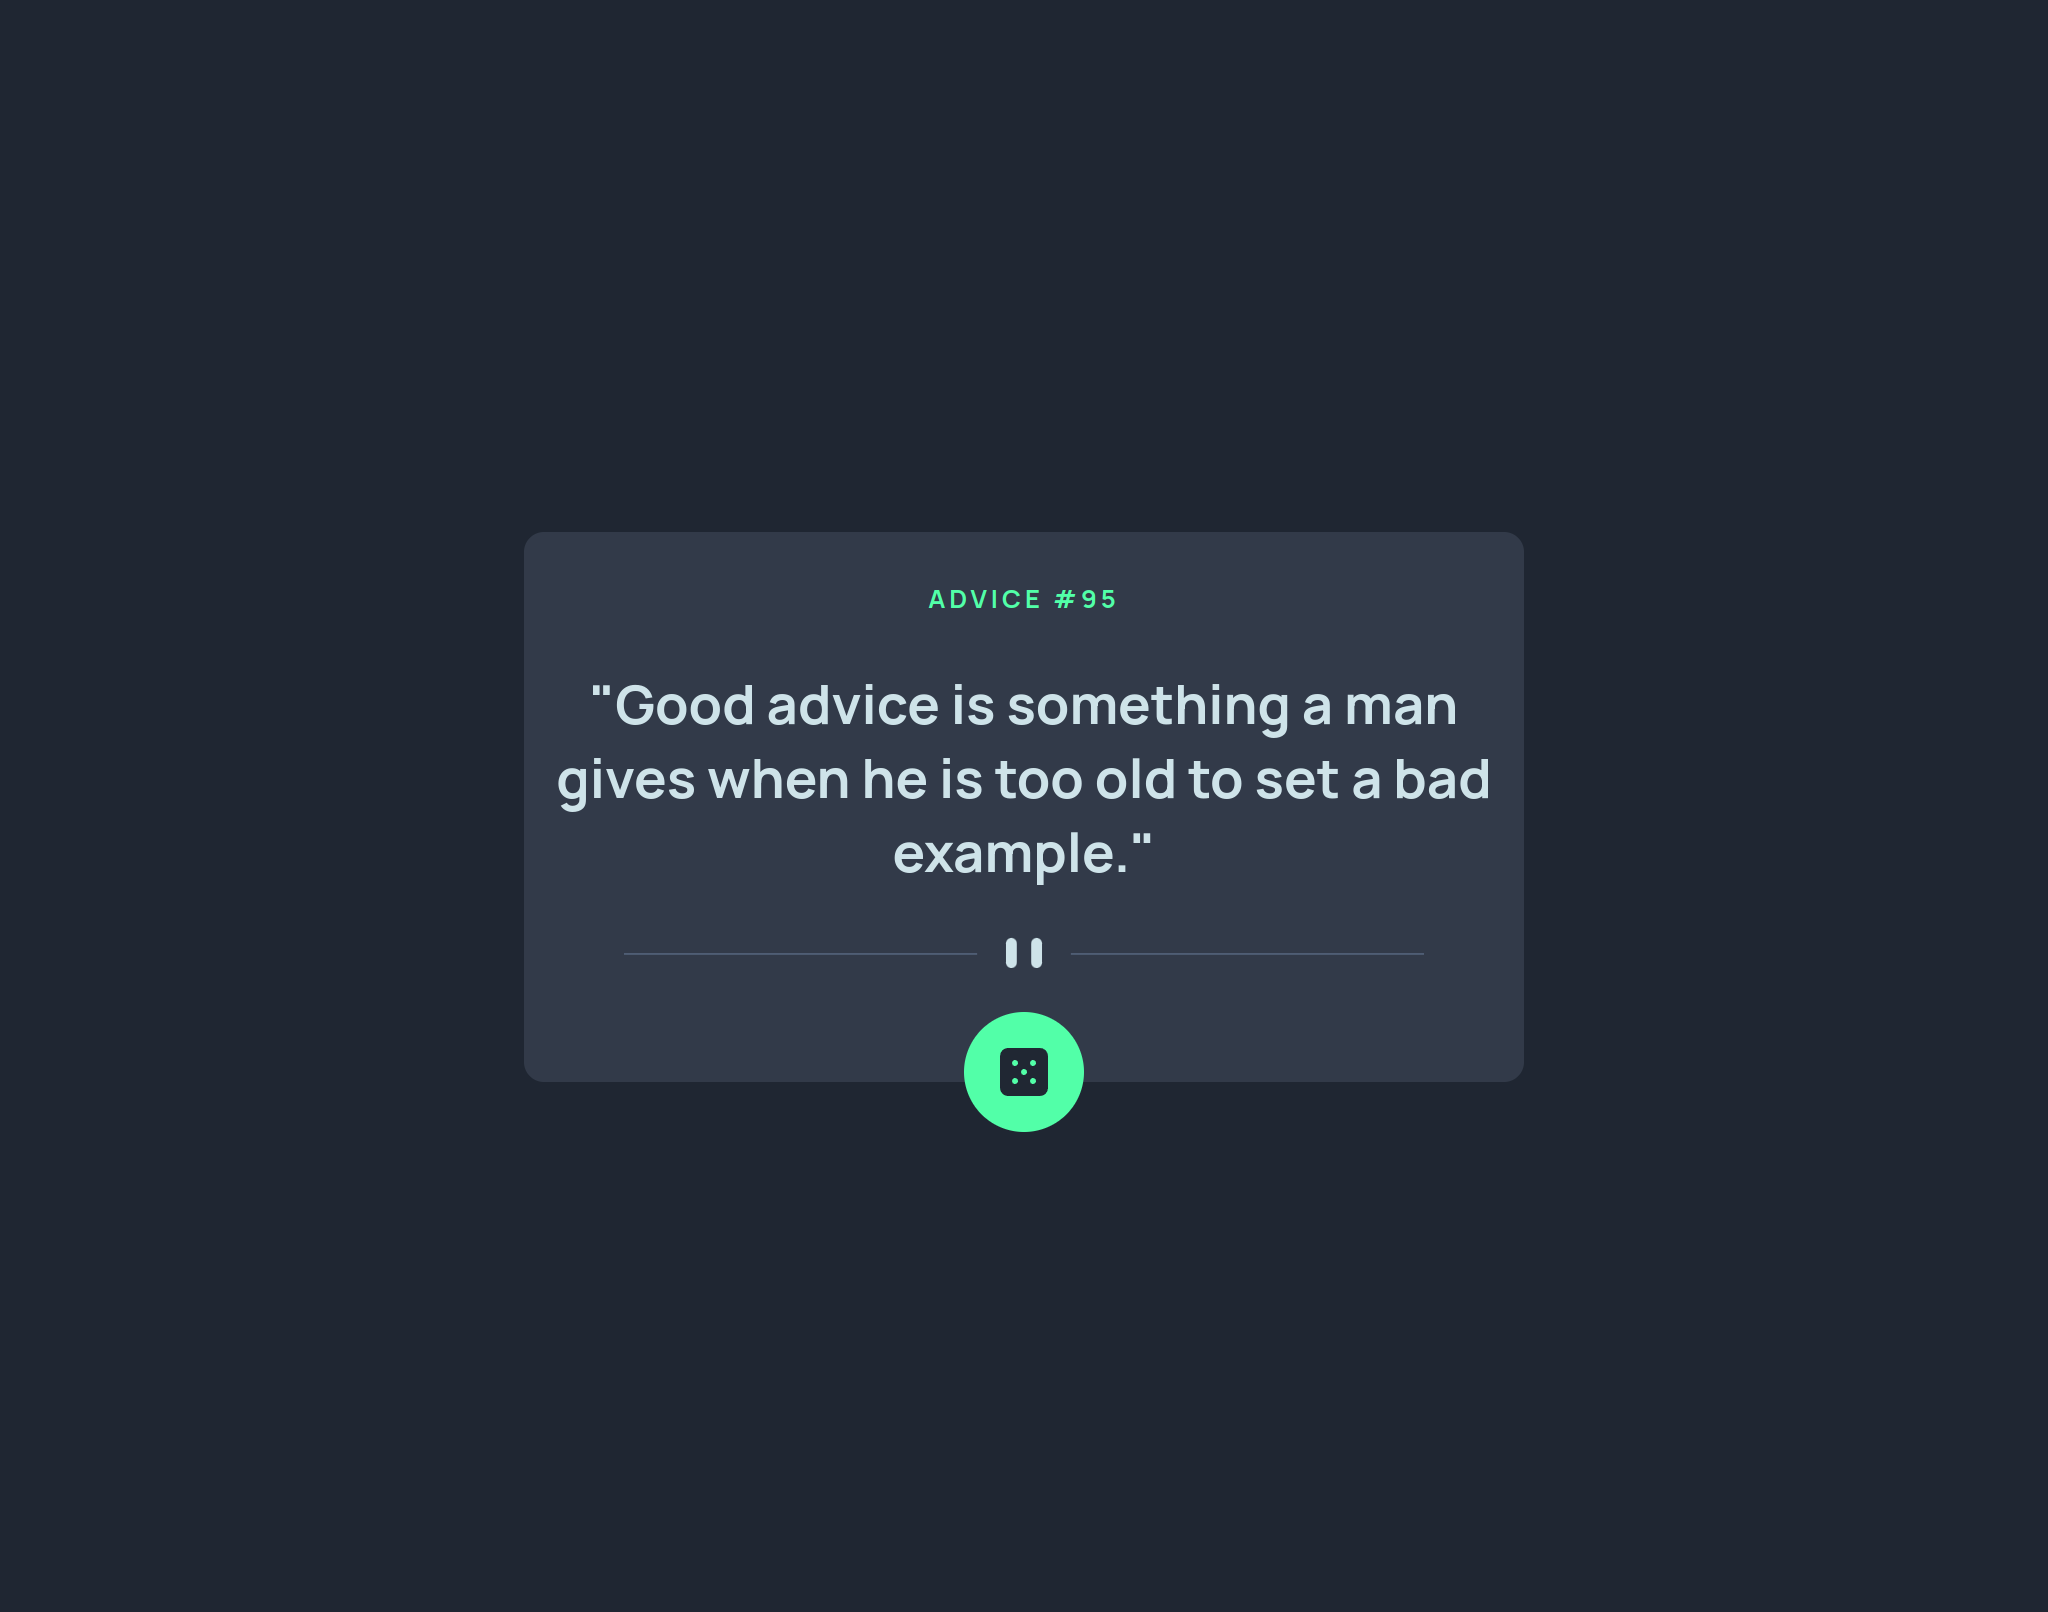 ADVICE #95
"Good advice is something a man
gives when he is too old to set a bad
example."